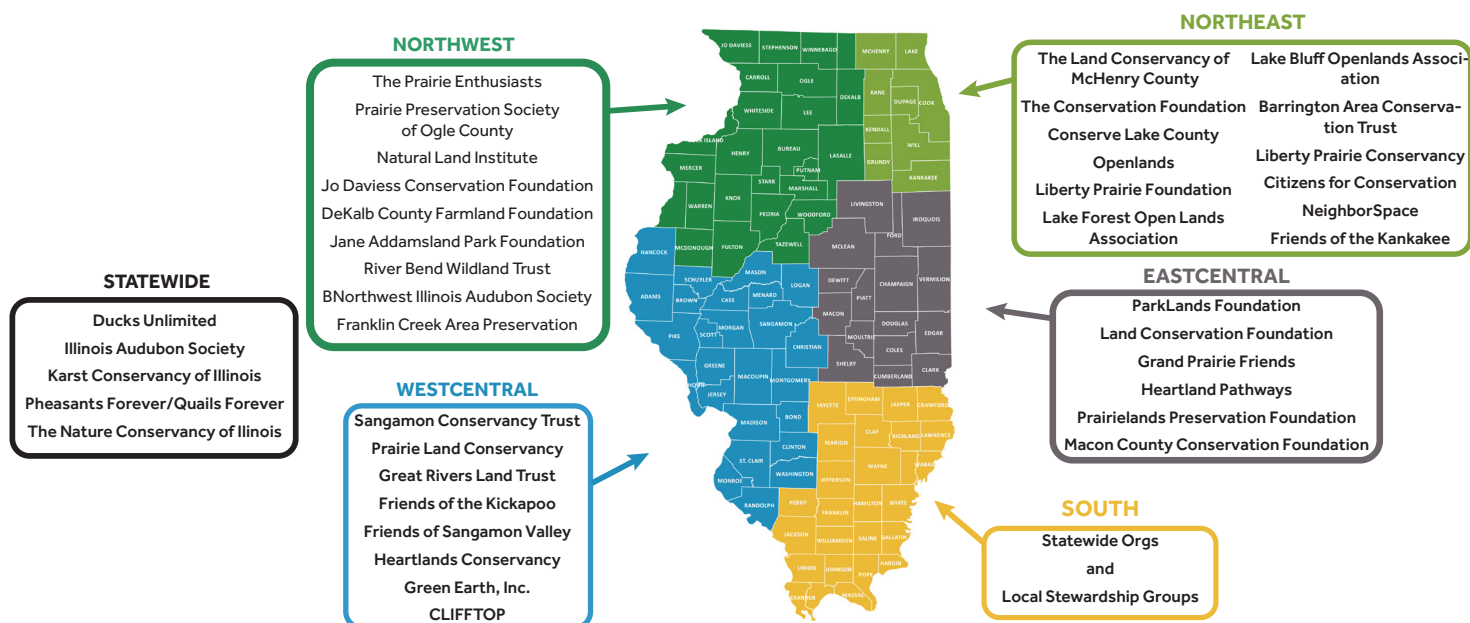 NORTHWEST
The Prairie Enthusiasts
Prairie Preservation Society
of Ogle County
Natural Land Institute
Jo Daviess Conservation Foundation
DeKalb County Farmland Foundation
Jane Addamsland Park Foundation
River Bend Wildland Trust
BNorthwest Illinois Audubon Society
Franklin Creek Area Preservation
STATEWIDE
Ducks Unlimited
Illinois Audubon Society
Karst Conservancy of Illinois
Pheasants Forever/Quails Forever
The Nature Conservancy of Ilinois
WESTCENTRAL
Sangamon Conservancy Trust
Prairie Land Conservancy
Great Rivers Land Trust
Friends of the Kickapoo
Friends of Sangamon Valley
Heartlands Conservancy
Green Earth, Inc.
CLIFFTOP
JO DAVIESS
STEPHENSON
WINNEBAGO
MCHENRY
LAKE
CARROLL
OGLE
DEKALB
KANE
DUPAGE
COOK
WHITESIDE
LEE
KENDALL
WILL
ISLAND
HENRY
BUREAU
LASALLE
GRUNDY
MERCER
PUTNAM
KANKAKEE
STARK
MARSHALL
KNOX
WARREN
PEORIA
WOODFORD
LIVINGSTON
IROQUOIS
FORD
MCDONOUGH
FULTON
TAZEWELL
MCLEAN
HANCOCK
MASON
SCHUYLER
LOGAN
DEWITT
CHAMPAIGN
VERMILION
ADAMS
BROWN
CASS
MENARD
PIATT
MACON
PIKE
SCOTT
MORGAN
SANGAMON
DOUGLAS
EDGAR
MOULTRIE
CHRISTIAN
COLES
SHELBY
GREENE
MACOUPIN
MONTGOMERY
CUMBERLAND
CLARK
JERSEY
FAYETTE
EFFINGHAM
JASPER
CRAWFORD
BOND
MADISON
CLAY
RICHLAND
LAWRENCE
MARION
CLINTON
ST. CLAIR
WAYNE
WASHINGTON
JEFFERSON
MONROE
RANDOLPH
PERRY
HAMILTON
WHITE
FRANKLIN
JACKSON
WILLIAMSON
SALINE
GALLATIN
UNION
JOHNSON
POPE
HARDIN
MASSAC
NORTHEAST
The Land Conservancy of
McHenry County
The Conservation Foundation
Conserve Lake County
Openlands
Liberty Prairie Foundation
Lake Forest Open Lands
Association
Lake Bluff Openlands Associ-
ation
Barrington Area Conserva-
tion Trust
Liberty Prairie Conservancy
Citizens for Conservation
NeighborSpace
Friends of the Kankakee
EASTCENTRAL
ParkLands Foundation
Land Conservation Foundation
Grand Prairie Friends
Heartland Pathways
Prairielands Preservation Foundation
Macon County Conservation Foundation
SOUTH
Statewide Orgs
and
Local Stewardship Groups